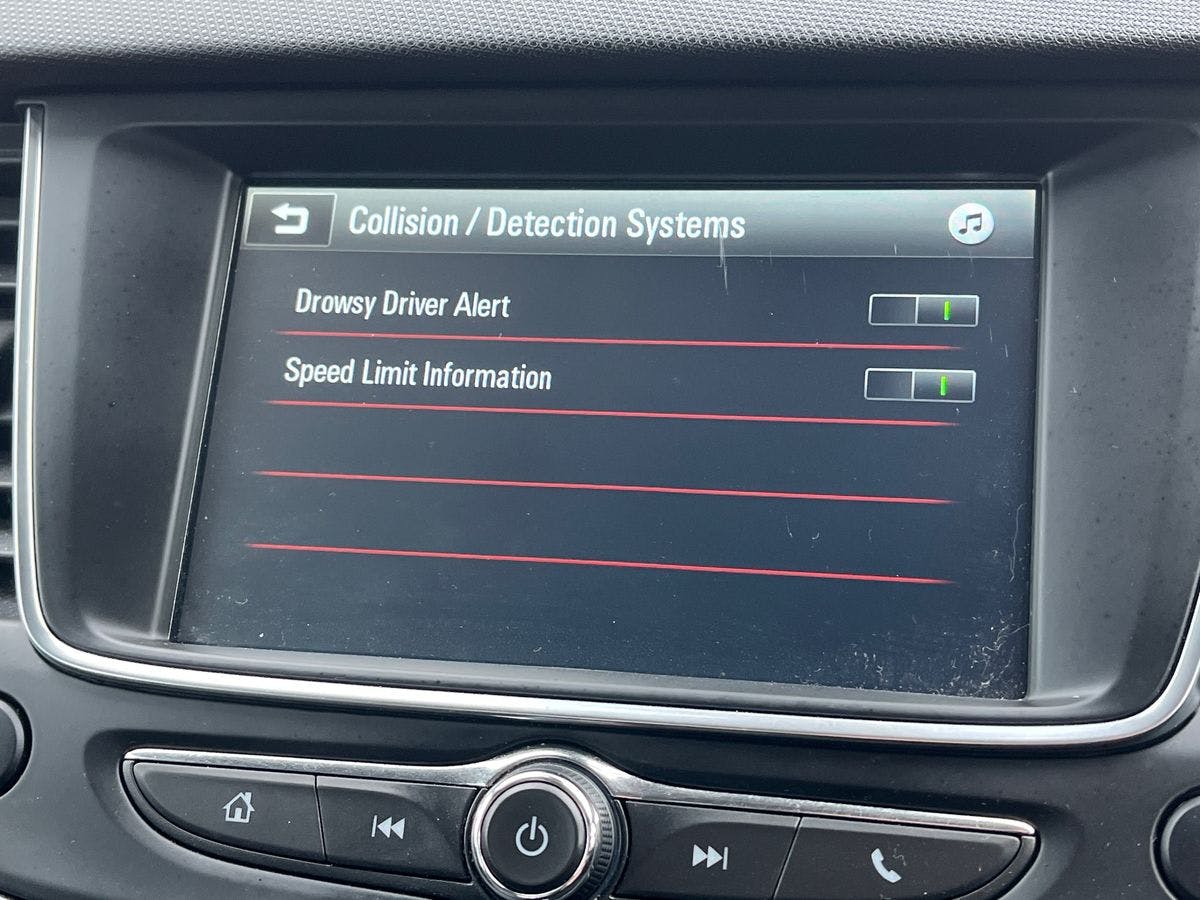 Collision / Detection Systems
Drowsy Driver Alert
Speed Limit Information